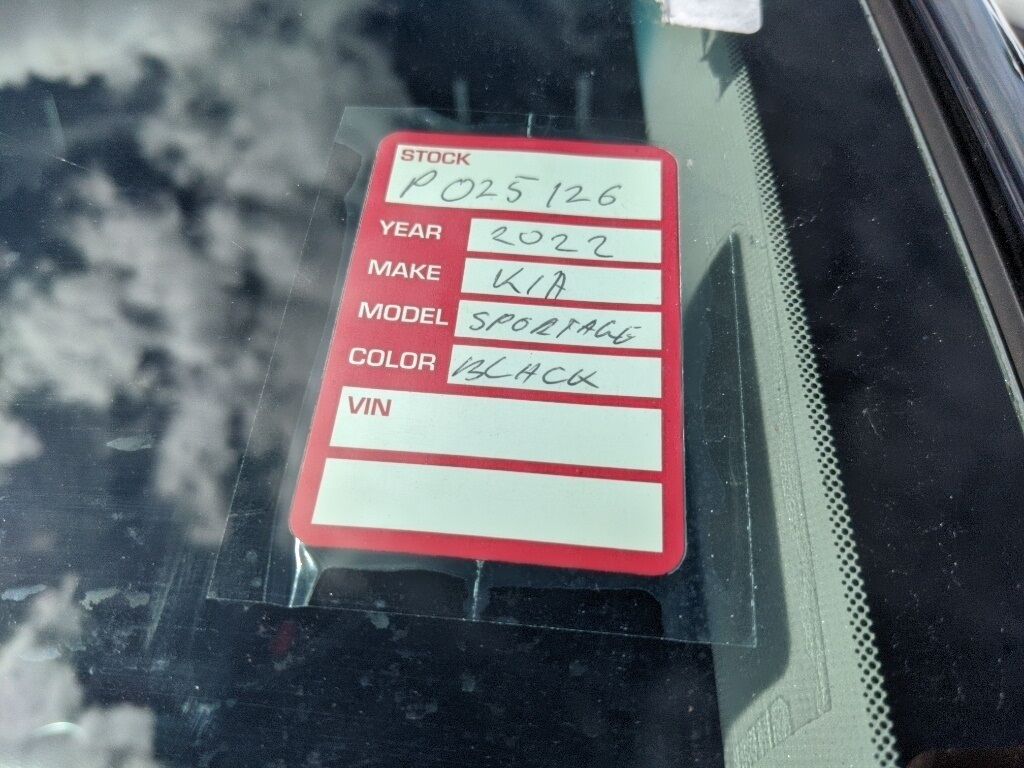 STOCK
P025126
YEAR 2022
MAKE KIA
MODEL SPORTAGE
COLOR BLACK
VIN